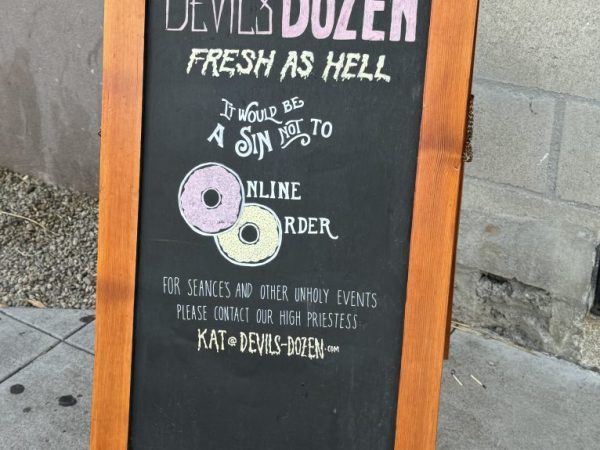 DEVILS DOZEN
FRESH AS HELL
IT WOULD BE
A SIN NOT TO
ONLINE
ORDER
FOR SEANCE'S AND OTHER UNHOLY EVENTS
PLEASE CONTACT OUR HIGH PRIESTESS
KAT@DEVILS-DOZEN.COM